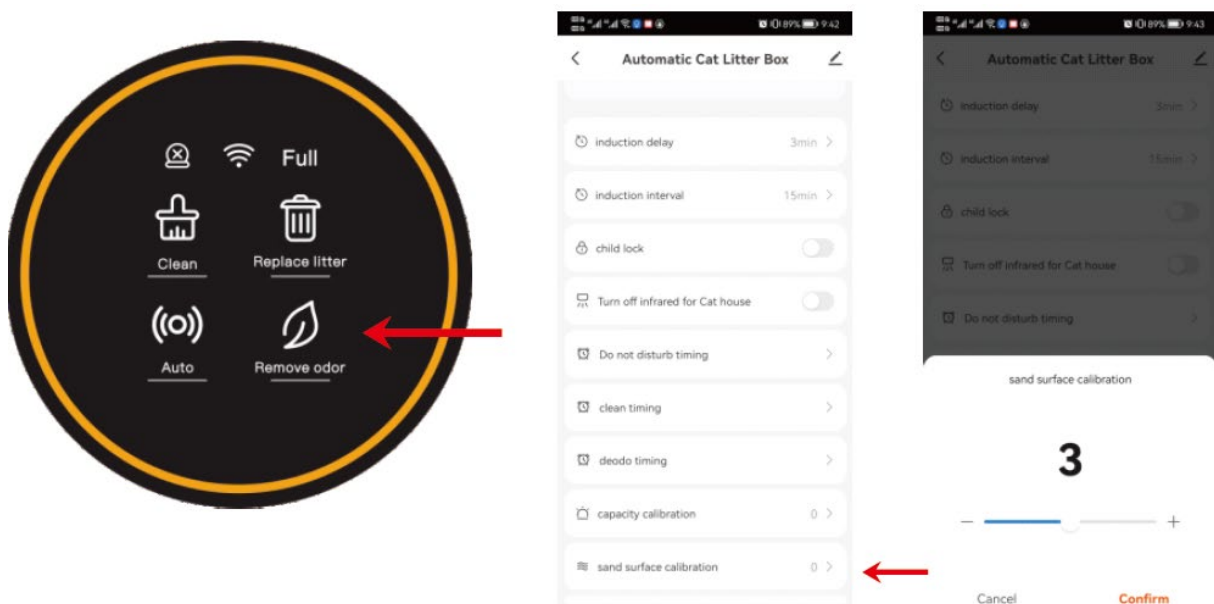 Full
Clean
Replace litter
Auto
Remove odor
89% 9:42
Automatic Cat Litter Box
induction delay 3min >
induction interval 15min >
child lock
Turn off infrared for Cat house
Do not disturb timing >
clean timing >
deodo timing >
capacity calibration 0 >
sand surface calibration 0 >
89% 9:43
Automatic Cat Litter Box
induction delay 3min >
induction interval 15min >
child lock
Turn off infrared for Cat house
Do not disturb timing >
sand surface calibration
3
− +
Cancel Confirm